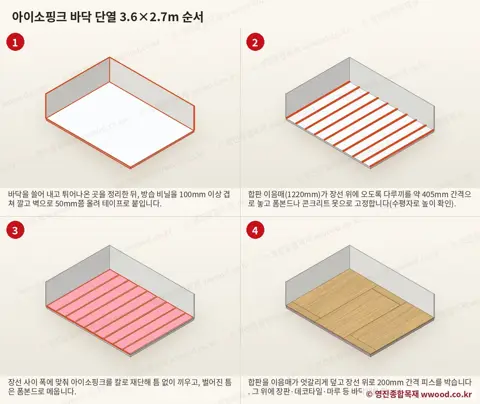 아이소핑크 바닥 단열 3.6×2.7m 순서
1
바닥을 쓸어 내고 튀어나온 곳을 정리한 뒤, 방습 비닐을 100mm 이상 겹
쳐 깔고 벽으로 50mm쯤 올려 테이프로 붙입니다.
2
합판 이음매(1220mm)가 장선 위에 오도록 다루끼를 약 405mm 간격으
로 놓고 폼본드나 콘크리트 못으로 고정합니다(수평자로 높이 확인).
3
장선 사이 폭에 맞춰 아이소핑크를 칼로 재단해 틈 없이 끼우고, 벌어진 틈
은 폼본드로 메웁니다.
4
합판을 이음매가 엇갈리게 덮고 장선 위로 200mm 간격 피스를 박습니다
. 그 위에 장판·데코타일·마루 등 바닥
© 영진종합목재 wwood.co.kr